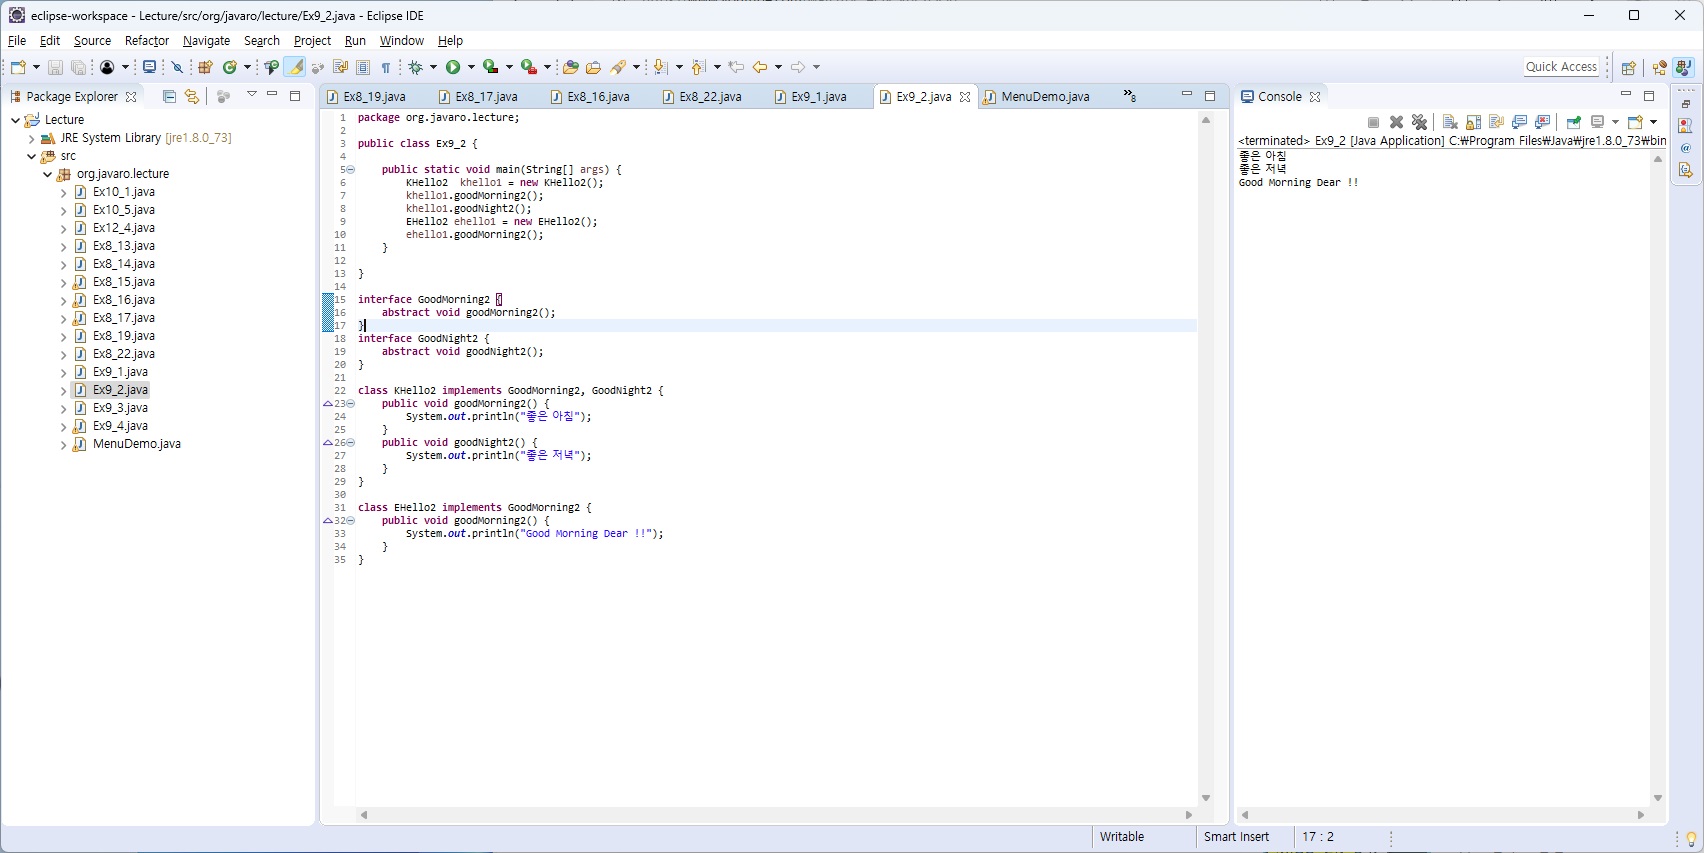 eclipse-workspace - Lecture/src/org/javaro/lecture/Ex9_2.java - Eclipse IDE
File Edit Source Refactor Navigate Search Project Run Window Help
Quick Access
Package Explorer
Lecture
JRE System Library [jre1.8.0_73]
src
org.javaro.lecture
Ex10_1.java
Ex10_5.java
Ex12_4.java
Ex8_13.java
Ex8_14.java
Ex8_15.java
Ex8_16.java
Ex8_17.java
Ex8_19.java
Ex8_22.java
Ex9_1.java
Ex9_2.java
Ex9_3.java
Ex9_4.java
MenuDemo.java
Ex8_19.java Ex8_17.java Ex8_16.java Ex8_22.java Ex9_1.java Ex9_2.java MenuDemo.java »8
1 package org.javaro.lecture;
2
3 public class Ex9_2 {
4
5 public static void main(String[] args) {
6 KHello2  khello1 = new KHello2();
7 khello1.goodMorning2();
8 khello1.goodNight2();
9 EHello2 ehello1 = new EHello2();
10 ehello1.goodMorning2();
11 }
12
13 }
14
15 interface GoodMorning2 {
16 abstract void goodMorning2();
17 }
18 interface GoodNight2 {
19 abstract void goodNight2();
20 }
21
22 class KHello2 implements GoodMorning2, GoodNight2 {
23 public void goodMorning2() {
24 System.out.println("좋은 아침");
25 }
26 public void goodNight2() {
27 System.out.println("좋은 저녁");
28 }
29 }
30
31 class EHello2 implements GoodMorning2 {
32 public void goodMorning2() {
33 System.out.println("Good Morning Dear !!");
34 }
35 }
Console
<terminated> Ex9_2 [Java Application] C:₩Program Files₩Java₩jre1.8.0_73₩bin
좋은 아침
좋은 저녁
Good Morning Dear !!
Writable Smart Insert 17 : 2